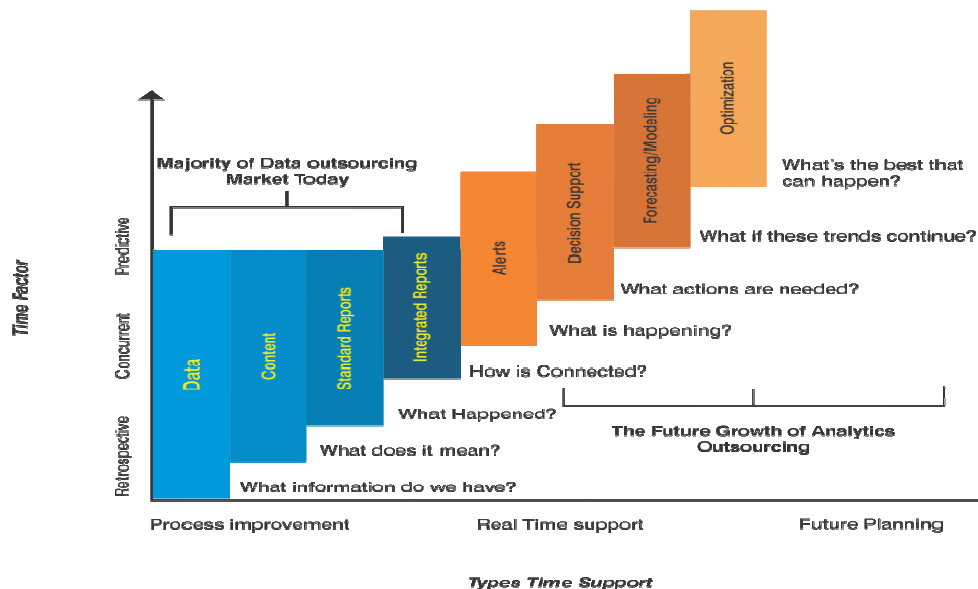 Optimization
Forecasting/Modeling
Decision Support
Alerts
Integrated Reports
Standard Reports
Content
Data
Majority of Data outsourcing
Market Today
What's the best that
can happen?
What if these trends continue?
What actions are needed?
What is happening?
How is Connected?
What Happened?
What does it mean?
What information do we have?
The Future Growth of Analytics
Outsourcing
Time Factor
Predictive
Concurrent
Retrospective
Process improvement
Real Time support
Future Planning
Types Time Support